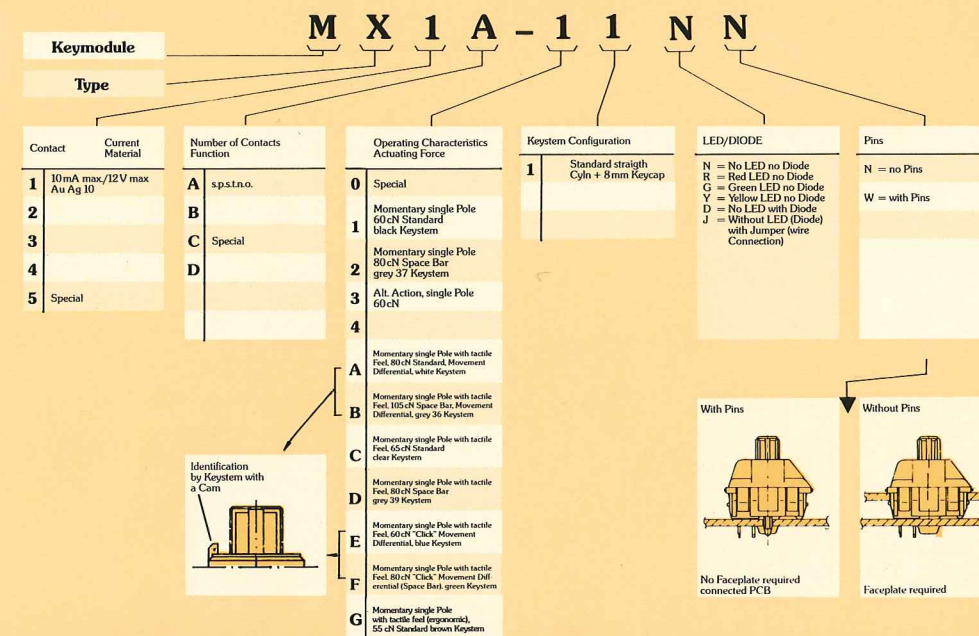 M X 1 A - 1 1 N N
Keymodule
Type
Contact Current Material
1 10 mA max./12V max
Au Ag 10
2
3
4
5 Special
Number of Contacts
Function
A s.p.s.t.n.o.
B
C Special
D
Operating Characteristics
Actuating Force
0 Special
1 Momentary single Pole
60 cN Standard
black Keystem
2 Momentary single Pole
80 cN Space Bar
grey 37 Keystem
3 Alt. Action, single Pole
60 cN
4
A Momentary single Pole with tactile
Feel, 80 cN Standard, Movement
Differential, white Keystem
B Momentary single Pole with tactile
Feel, 105 cN Space Bar, Movement
Differential, grey 36 Keystem
C Momentary single Pole with tactile
Feel, 65 cN Standard
clear Keystem
D Momentary single Pole with tactile
Feel, 80 cN Space Bar
grey 39 Keystem
E Momentary single Pole with tactile
Feel, 60 cN "Click" Movement
Differential, blue Keystem
F Momentary single Pole with tactile
Feel, 80 cN "Click" Movement Diff-
erential (Space Bar). green Keystem
G Momentary single Pole
with tactile feel (ergonomic),
55 cN Standard brown Keystem
Identification
by Keystem with
a Cam
Keystem Configuration
1 Standard straigth
Cyln + 8 mm Keycap
LED/DIODE
N = No LED no Diode
R = Red LED no Diode
G = Green LED no Diode
Y = Yellow LED no Diode
D = No LED with Diode
J = Without LED (Diode)
with Jumper (wire
Connection)
Pins
N = no Pins
W = with Pins
With Pins
No Faceplate required
connected PCB
Without Pins
Faceplate required